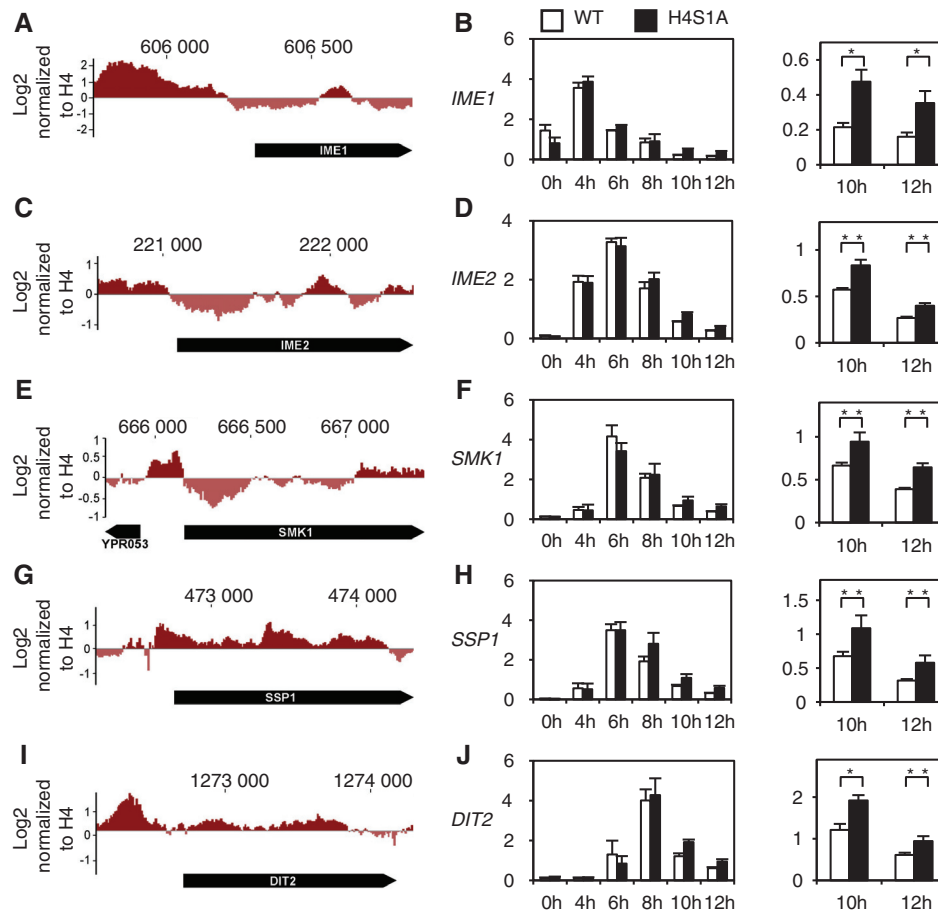 A
606 000 606 500
Log2
normalized
to H4
2
1
0
-1
-2
IME1
B
WT H4S1A
IME1
6
4
2
0
0h 4h 6h 8h 10h 12h
0.6
0.4
0.2
0
* *
10h 12h
C
221 000 222 000
Log2
normalized
to H4
1
0
-1
IME2
D
IME2
4
2
0
0h 4h 6h 8h 10h 12h
1
0.5
0
** **
10h 12h
E
666 000 666 500 667 000
Log2
normalized
to H4
1
0.5
0
-0.5
-1
YPR053
SMK1
F
SMK1
6
4
2
0
0h 4h 6h 8h 10h 12h
1.5
1
0.5
0
** **
10h 12h
G
473 000 474 000
Log2
normalized
to H4
1
0
-1
SSP1
H
SSP1
6
4
2
0
0h 4h 6h 8h 10h 12h
1.5
1
0.5
0
** **
10h 12h
I
1273 000 1274 000
Log2
normalized
to H4
1
0
-1
DIT2
J
DIT2
6
4
2
0
0h 4h 6h 8h 10h 12h
2
1
0
* **
10h 12h